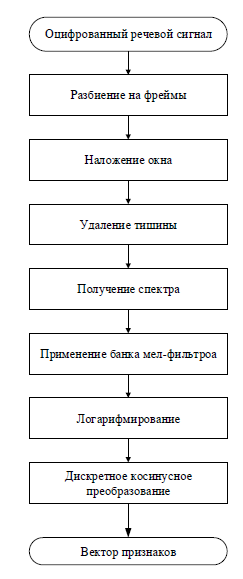 Оцифрованный речевой сигнал
Разбиение на фреймы
Наложение окна
Удаление тишины
Получение спектра
Применение банка мел-фильтроа
Логарифмирование
Дискретное косинусное
преобразование
Вектор признаков